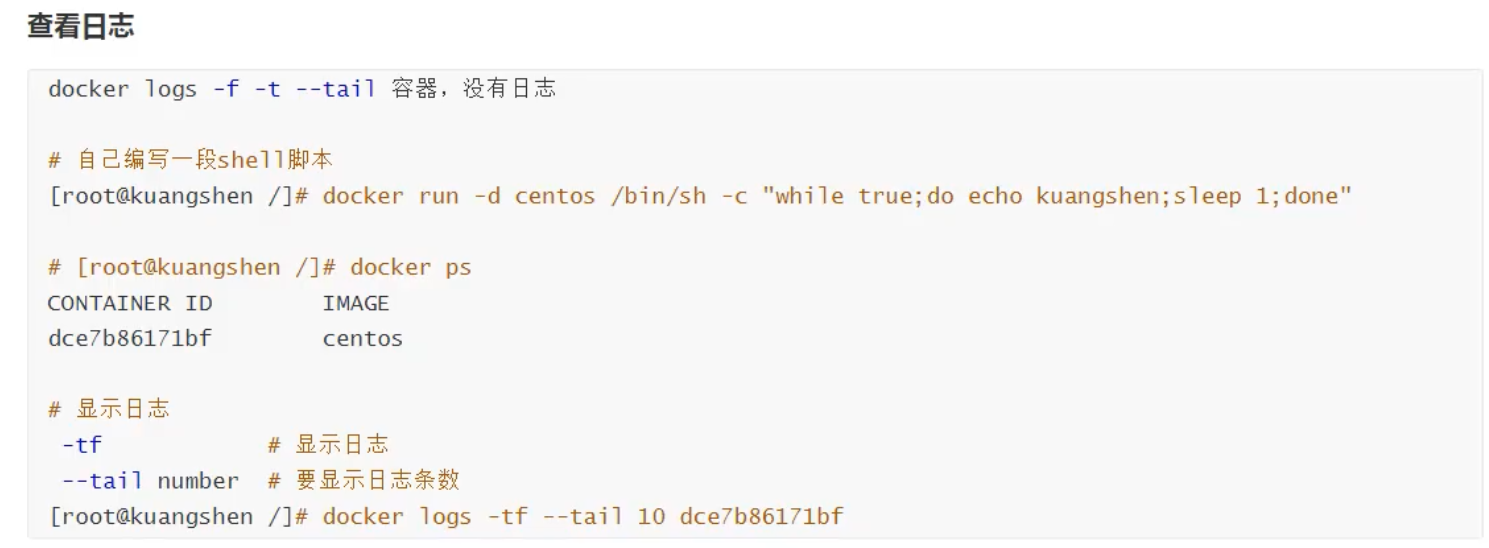 查看日志
docker logs -f -t --tail 容器，没有日志
# 自己编写一段shell脚本
[root@kuangshen /]# docker run -d centos /bin/sh -c "while true;do echo kuangshen;sleep 1;done"
# [root@kuangshen /]# docker ps
CONTAINER ID        IMAGE
dce7b86171bf        centos
# 显示日志
-tf            # 显示日志
--tail number  # 要显示日志条数
[root@kuangshen /]# docker logs -tf --tail 10 dce7b86171bf